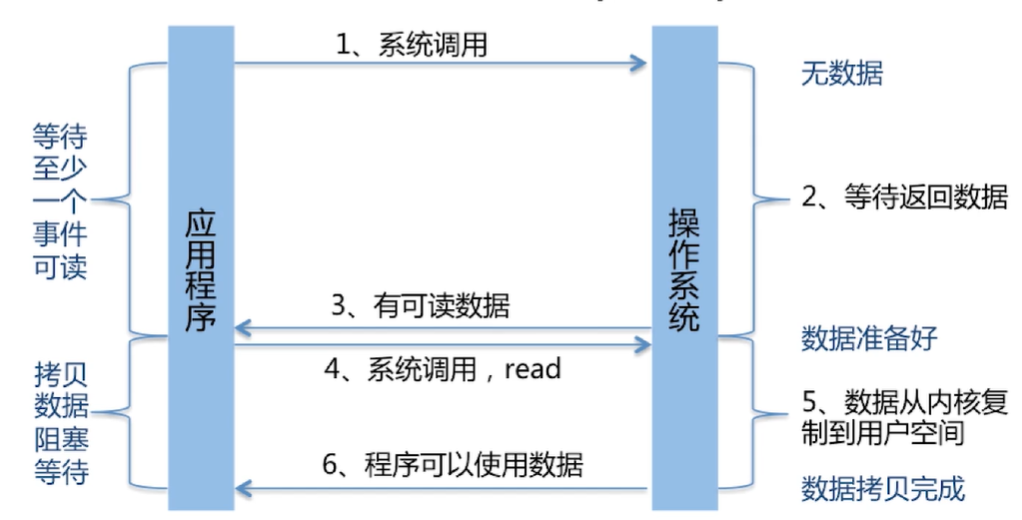 1、系统调用
无数据
等待
至少
一个
事件
可读
2、等待返回数据
应用程序
操作系统
3、有可读数据
数据准备好
4、系统调用，read
拷贝
数据
阻塞
等待
5、数据从内核复
制到用户空间
6、程序可以使用数据
数据拷贝完成